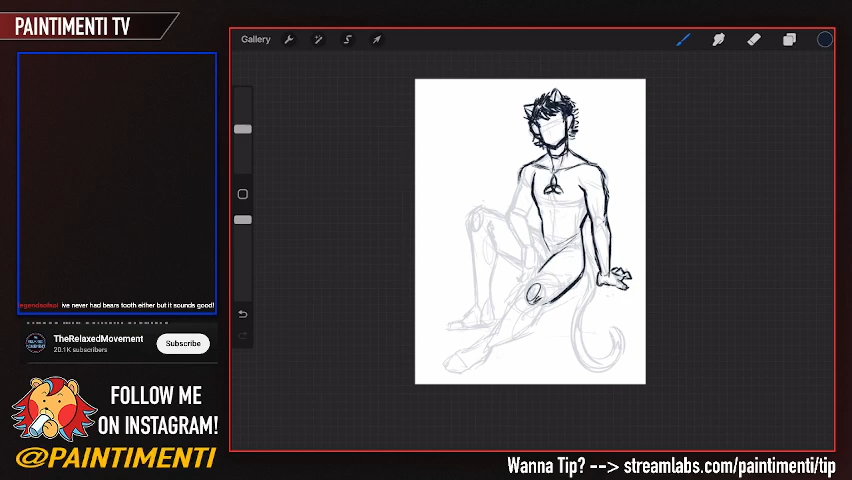 PAINTIMENTI TV
Gallery
ive never had bears tooth either but it sounds good!
TheRelaxedMovement
20.1K subscribers
Subscribe
FOLLOW ME
ON INSTAGRAM!
@PAINTIMENTI
Wanna Tip? --> streamlabs.com/paintimenti/tip